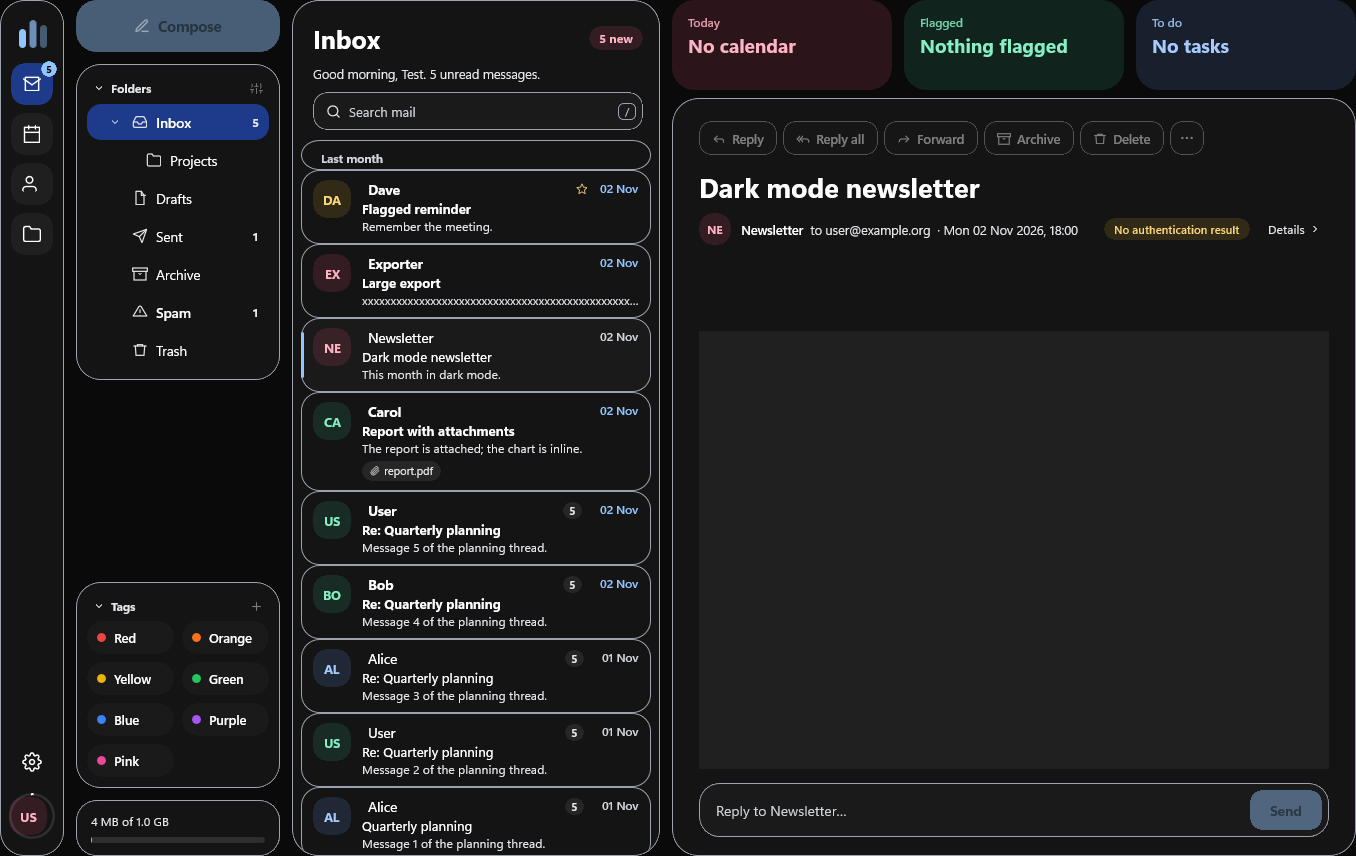 5
US
Compose
Folders
Inbox 5
Projects
Drafts
Sent 1
Archive
Spam 1
Trash
Tags
Red
Orange
Yellow
Green
Blue
Purple
Pink
4 MB of 1.0 GB
Inbox
5 new
Good morning, Test. 5 unread messages.
Search mail /
Last month
DA Dave 02 Nov
Flagged reminder
Remember the meeting.
EX Exporter 02 Nov
Large export
NE Newsletter 02 Nov
Dark mode newsletter
This month in dark mode.
CA Carol 02 Nov
Report with attachments
The report is attached; the chart is inline.
report.pdf
US User 5 02 Nov
Re: Quarterly planning
Message 5 of the planning thread.
BO Bob 5 02 Nov
Re: Quarterly planning
Message 4 of the planning thread.
AL Alice 5 01 Nov
Re: Quarterly planning
Message 3 of the planning thread.
US User 5 01 Nov
Re: Quarterly planning
Message 2 of the planning thread.
AL Alice 5 01 Nov
Quarterly planning
Message 1 of the planning thread.
Today
No calendar
Flagged
Nothing flagged
To do
No tasks
Reply
Reply all
Forward
Archive
Delete
Dark mode newsletter
NE Newsletter to user@example.org · Mon 02 Nov 2026, 18:00
No authentication result
Details
Reply to Newsletter...
Send